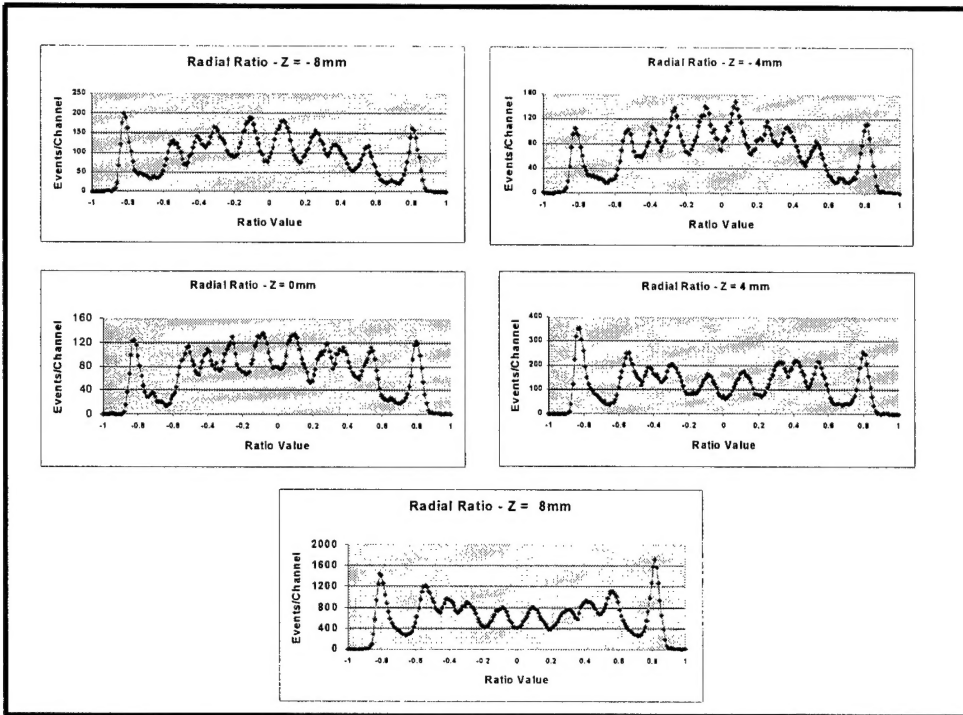 Radial Ratio - Z = - 8mm
Events/Channel
250
200
150
100
50
0
-1 -0.8 -0.6 -0.4 -0.2 0 0.2 0.4 0.6 0.8 1
Ratio Value
Radial Ratio - Z = - 4mm
Events/Channel
160
120
80
40
0
-1 -0.8 -0.6 -0.4 -0.2 0 0.2 0.4 0.6 0.8 1
Ratio Value
Radial Ratio - Z = 0mm
Events/Channel
160
120
80
40
0
-1 -0.8 -0.6 -0.4 -0.2 0 0.2 0.4 0.6 0.8 1
Ratio Value
Radial Ratio - Z = 4 mm
Events/Channel
400
300
200
100
0
-1 -0.8 -0.6 -0.4 -0.2 0 0.2 0.4 0.6 0.8 1
Ratio Value
Radial Ratio - Z = 8mm
Events/Channel
2000
1600
1200
800
400
0
-1 -0.8 -0.6 -0.4 -0.2 0 0.2 0.4 0.6 0.8 1
Ratio Value